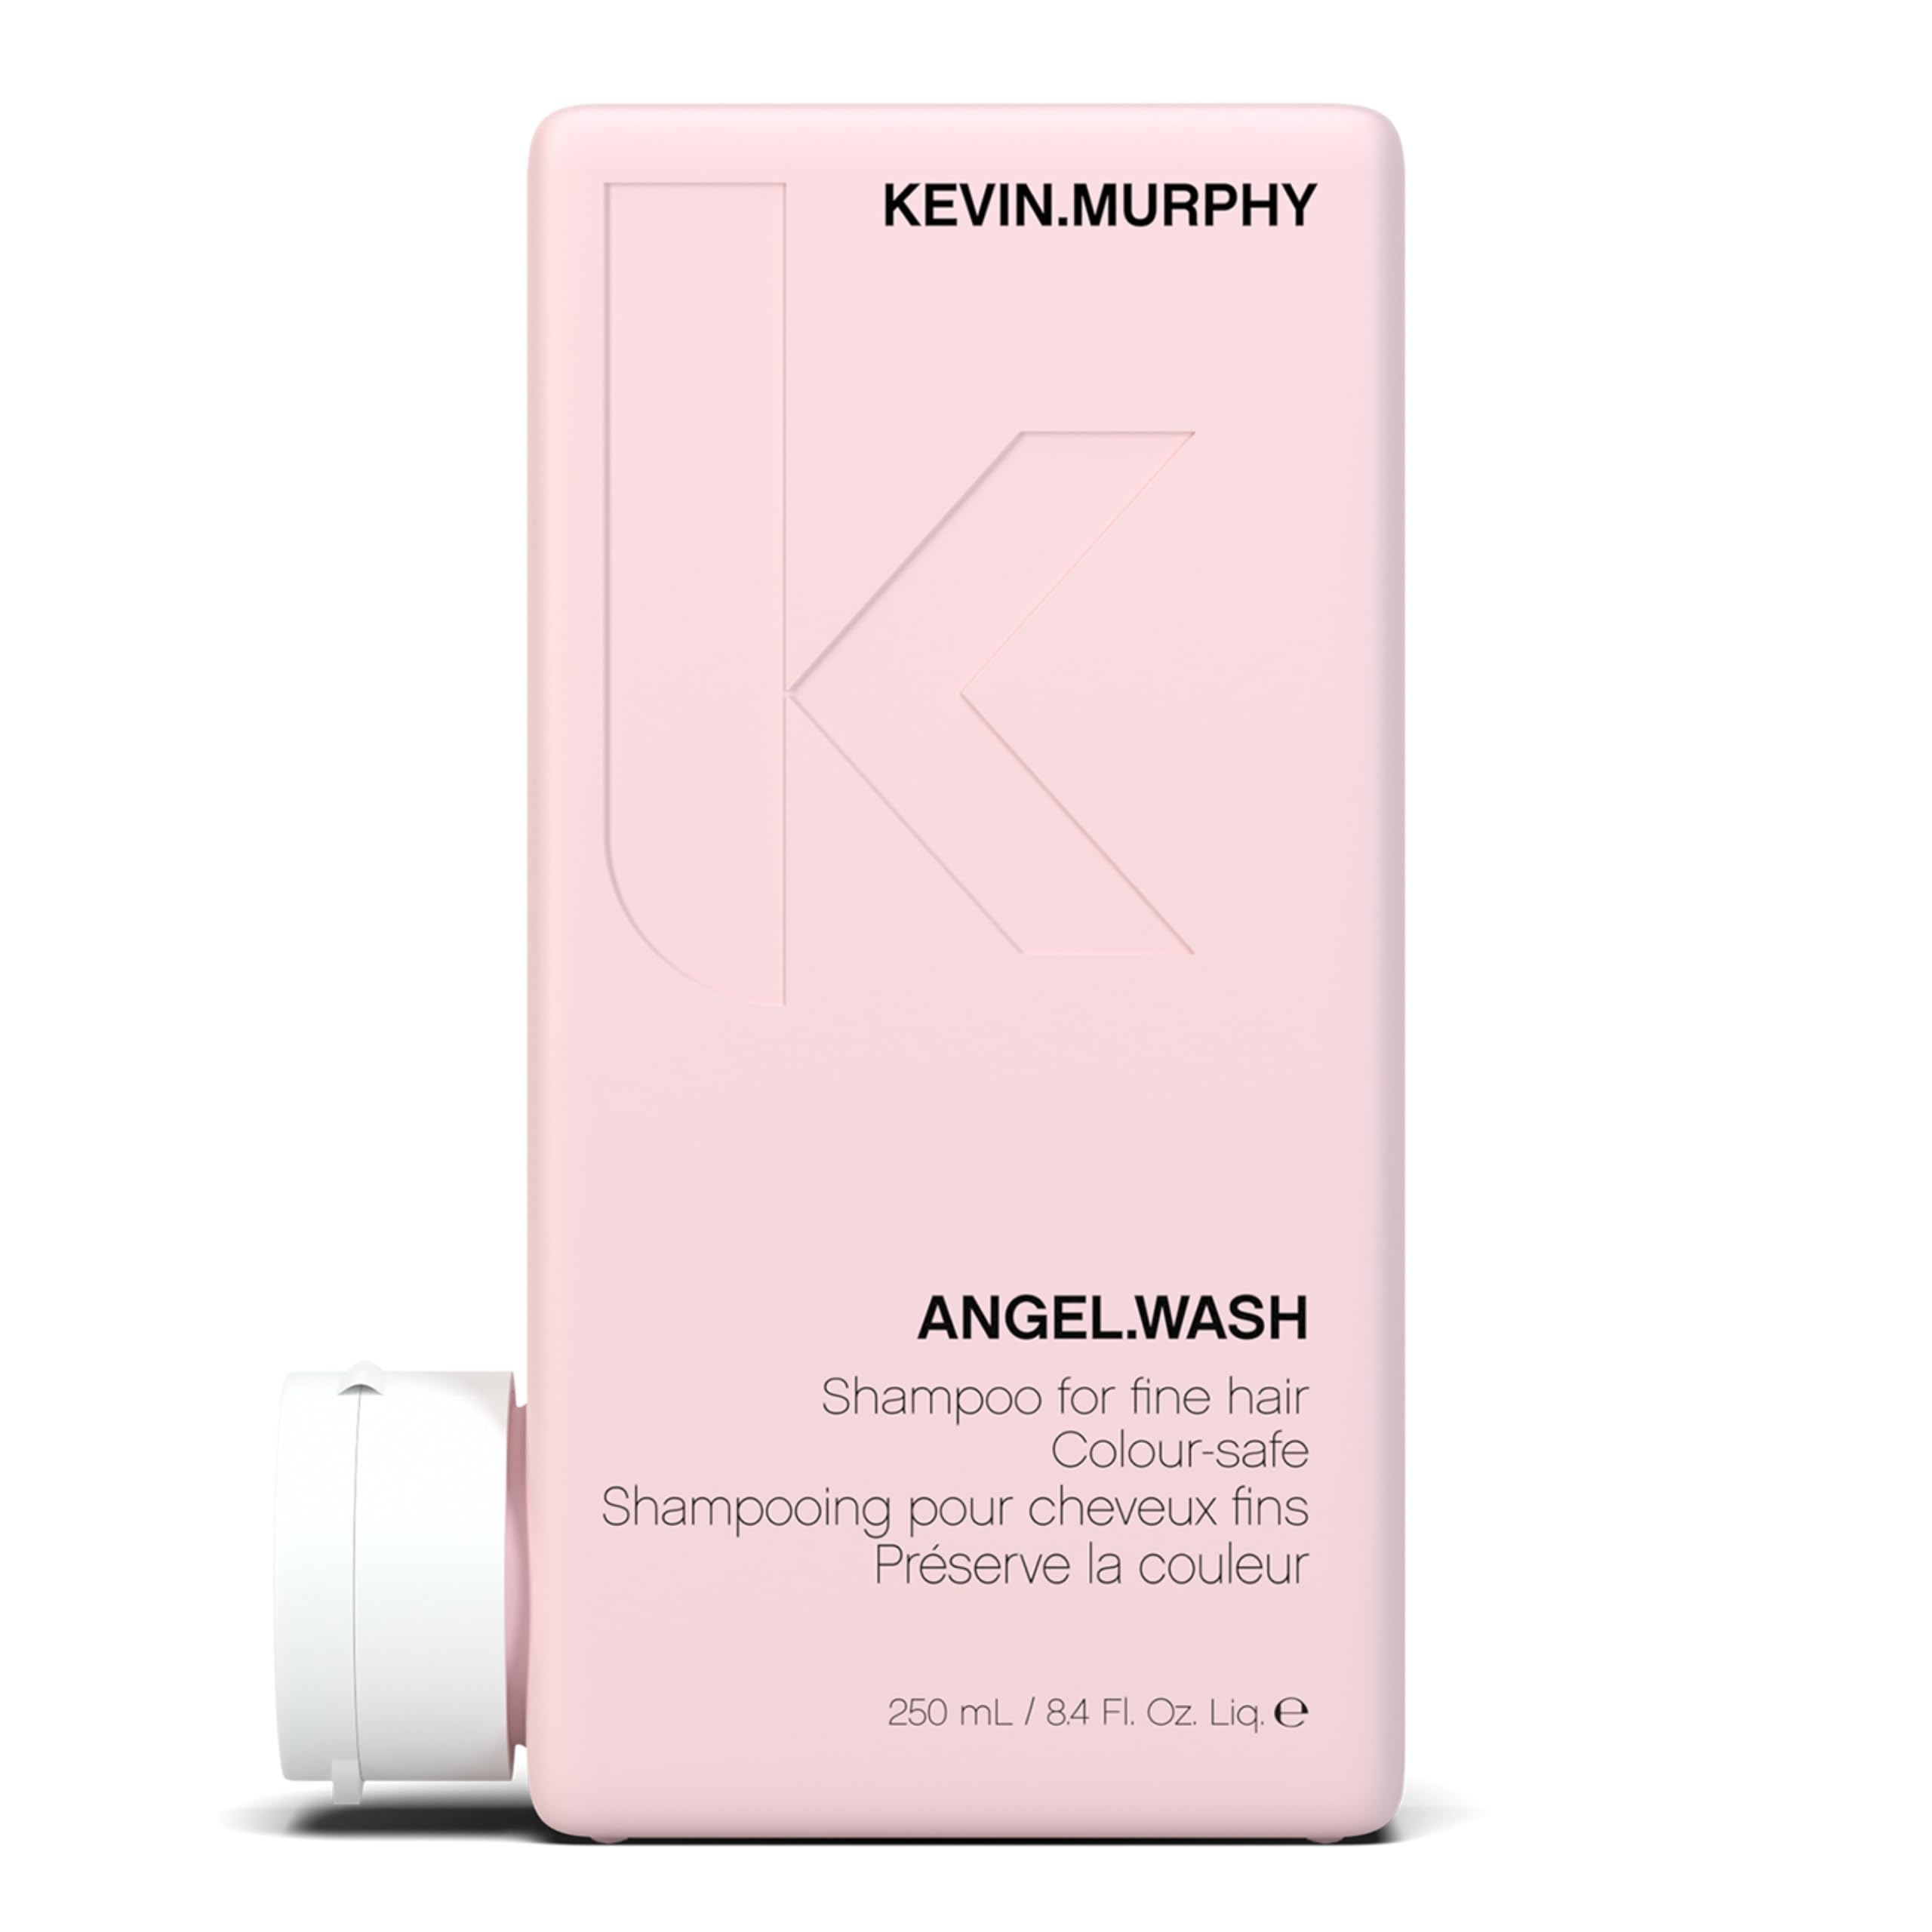 KEVIN.MURPHY
K
ANGEL.WASH
Shampoo for fine hair
Colour-safe
Shampooing pour cheveux fins
Préserve la couleur
250 mL / 8.4 Fl. Oz. Liq. ℮